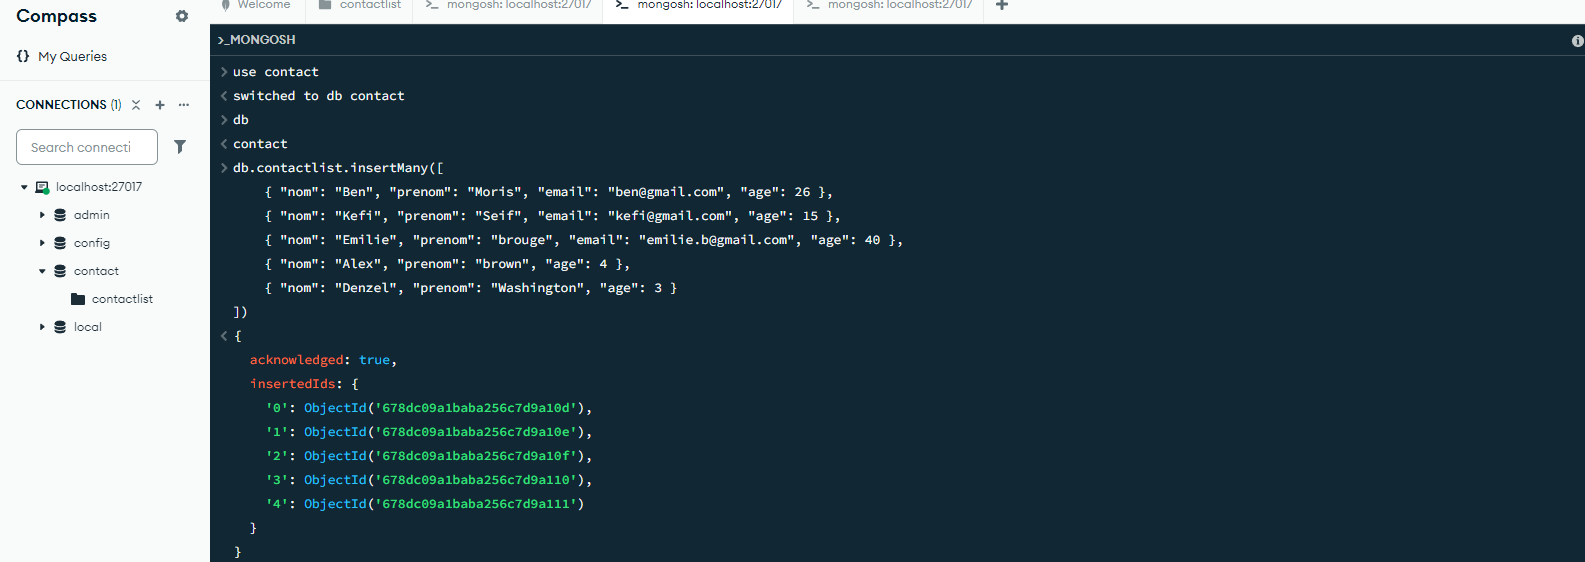 Compass
My Queries
CONNECTIONS (1)
Search connecti
localhost:27017
admin
config
contact
contactlist
local
Welcome
contactlist
>_ mongosh: localhost:27017
>_ mongosh: localhost:27017
>_ mongosh: localhost:27017
>_MONGOSH
> use contact
< switched to db contact
> db
< contact
> db.contactlist.insertMany([
{ "nom": "Ben", "prenom": "Moris", "email": "ben@gmail.com", "age": 26 },
{ "nom": "Kefi", "prenom": "Seif", "email": "kefi@gmail.com", "age": 15 },
{ "nom": "Emilie", "prenom": "brouge", "email": "emilie.b@gmail.com", "age": 40 },
{ "nom": "Alex", "prenom": "brown", "age": 4 },
{ "nom": "Denzel", "prenom": "Washington", "age": 3 }
])
< {
acknowledged: true,
insertedIds: {
'0': ObjectId('678dc09a1baba256c7d9a10d'),
'1': ObjectId('678dc09a1baba256c7d9a10e'),
'2': ObjectId('678dc09a1baba256c7d9a10f'),
'3': ObjectId('678dc09a1baba256c7d9a110'),
'4': ObjectId('678dc09a1baba256c7d9a111')
}
}